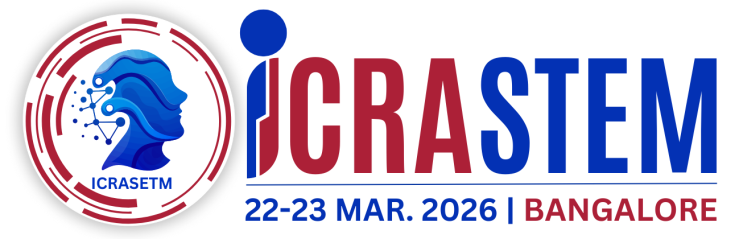 ICRASETM
iCRASTEM
22-23 MAR. 2026 | BANGALORE